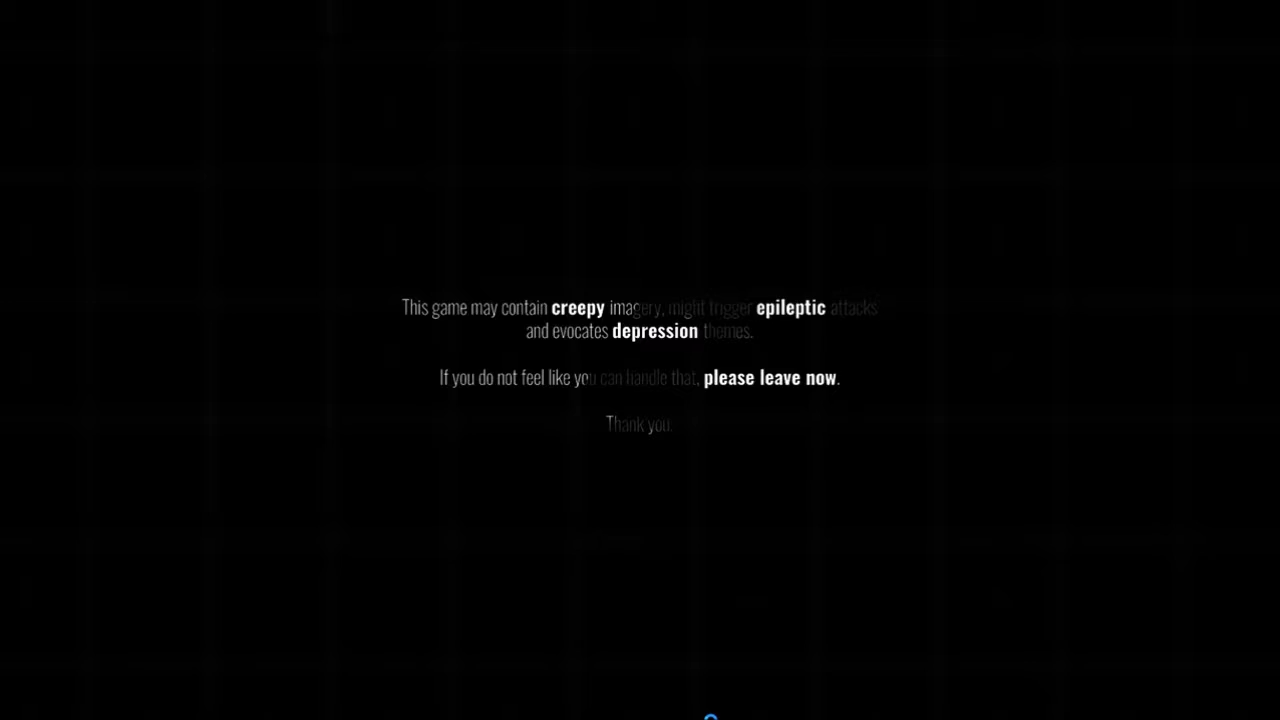 This game may contain creepy imagery, might trigger epileptic attacks
and evocates depression themes.
If you do not feel like you can handle that, please leave now.
Thank you.